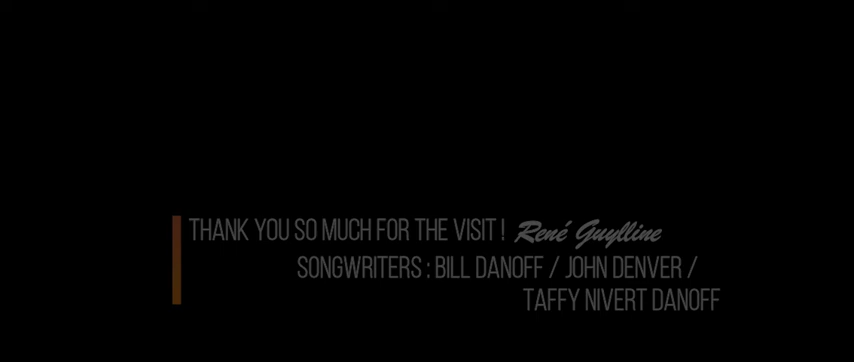 THANK YOU SO MUCH FOR THE VISIT ! René Guylline
SONGWRITERS : BILL DANOFF / JOHN DENVER /
TAFFY NIVERT DANOFF